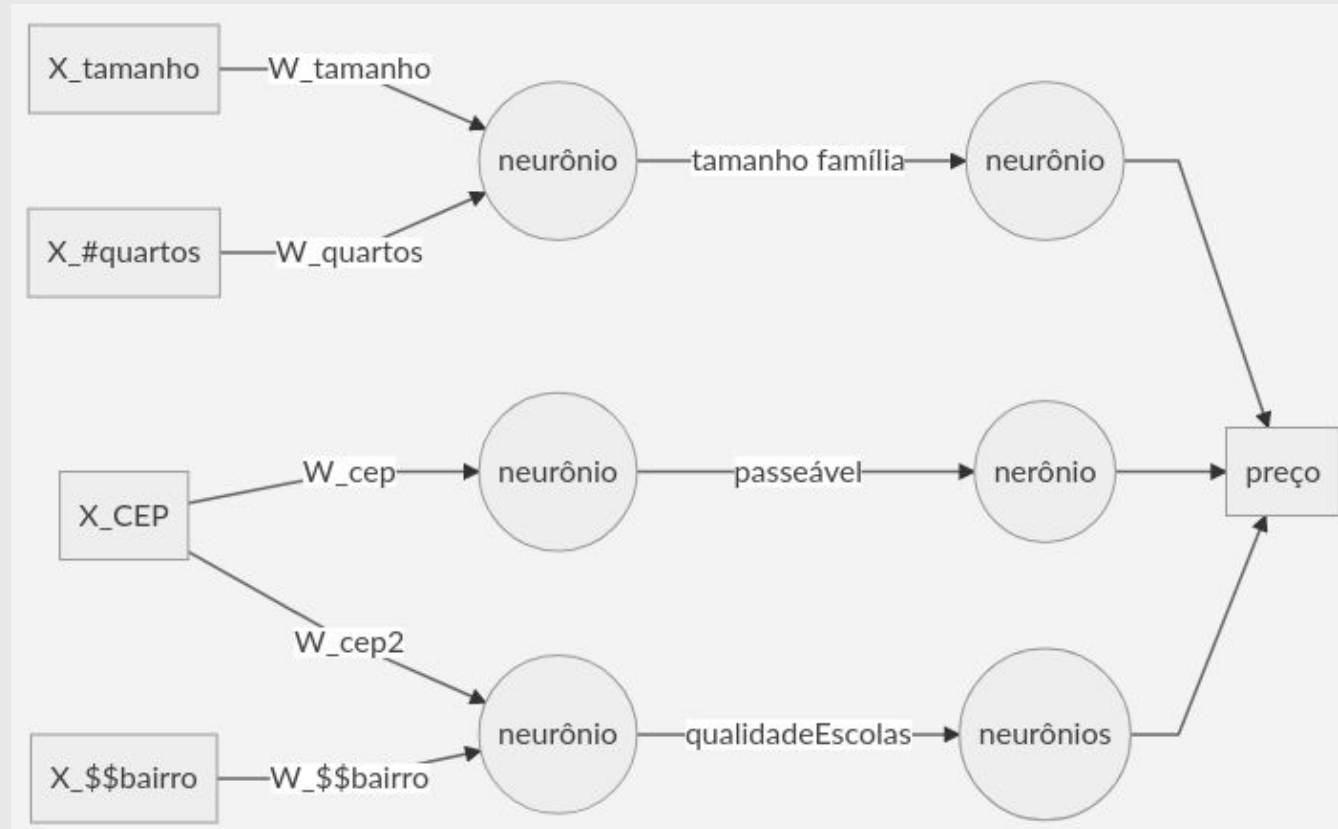 X_tamanho
W_tamanho
neurônio
tamanho família
neurônio
X_#quartos
W_quartos
X_CEP
W_cep
neurônio
passeável
nerônio
preço
W_cep2
neurônio
qualidadeEscolas
neurônios
X_$$bairro
W_$$bairro